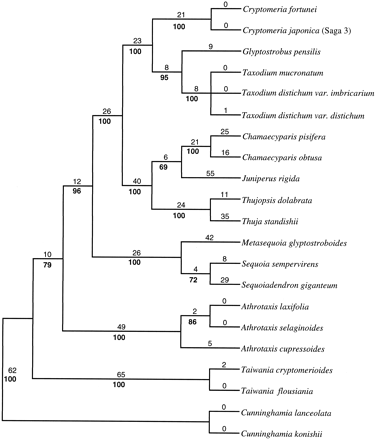 0
Cryptomeria fortunei
21
100
0
Cryptomeria japonica (Saga 3)
23
100
9
Glyptostrobus pensilis
8
95
0
Taxodium mucronatum
8
100
0
Taxodium distichum var. imbricarium
1
Taxodium distichum var. distichum
26
100
25
Chamaecyparis pisifera
21
100
16
Chamaecyparis obtusa
6
69
55
Juniperus rigida
40
100
11
Thujopsis dolabrata
24
100
35
Thuja standishii
12
96
42
Metasequoia glyptostroboides
26
100
8
Sequoia sempervirens
4
72
29
Sequoiadron giganteum
10
79
0
Athrotaxis laxifolia
2
86
0
Athrotaxis selaginoides
49
100
5
Athrotaxis cupressoides
62
100
2
Taiwania cryptomerioides
65
100
0
Taiwania flousiania
0
Cunninghamia lanceolata
0
Cunninghamia konishii